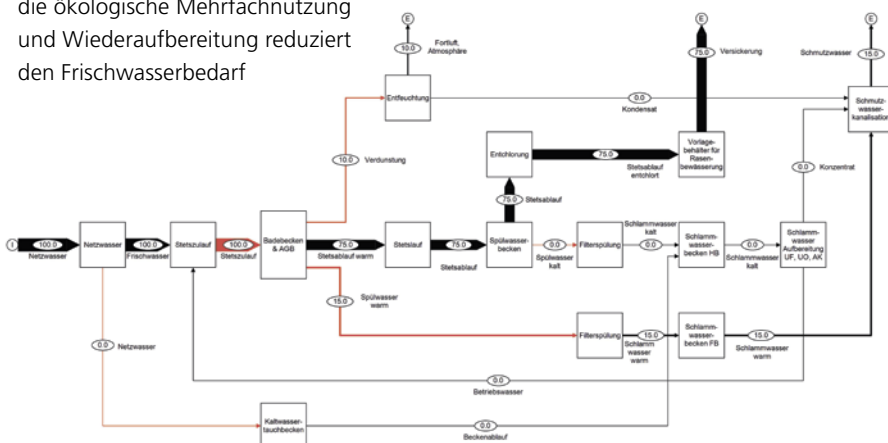 die ökologische Mehrfachnutzung
und Wiederaufbereitung reduziert
den Frischwasserbedarf
E
10.0
Fortluft,
Atmosphäre
E
75.0
Versickerung
E
Schmutzwasser
15.0
Entfeuchtung
0.0
Kondensat
Schmutz-
wasser-
kanalisation
10.0
Verdunstung
Entchlorung
75.0
Stetsablauf
entchlort
Vorlage-
behälter für
Rasen-
bewässerung
0.0
Konzentrat
75.0
Stetsablauf
I
100.0
Netzwasser
Netzwasser
100.0
Frischwasser
Stetszulauf
100.0
Stetszulauf
Badebecken
& AGB
75.0
Stetsablauf warm
Stetslauf
75.0
Stetsablauf
Spülwasser-
becken
0.0
Spülwasser
kalt
Filterspülung
Schlammwasser
kalt
0.0
Schlamm-
wasser-
becken HB
0.0
Schlammwasser
kalt
Schlamm-
wasser
Aufbereitung
UF, UO, AK
15.0
Spülwasser
warm
0.0
Netzwasser
Filterspülung
15.0
Schlamm
wasser
warm
Schlamm-
wasser-
becken FB
15.0
Schlammwasser
warm
0.0
Betriebswasser
Kaltwasser-
tauchbecken
0.0
Beckenablauf